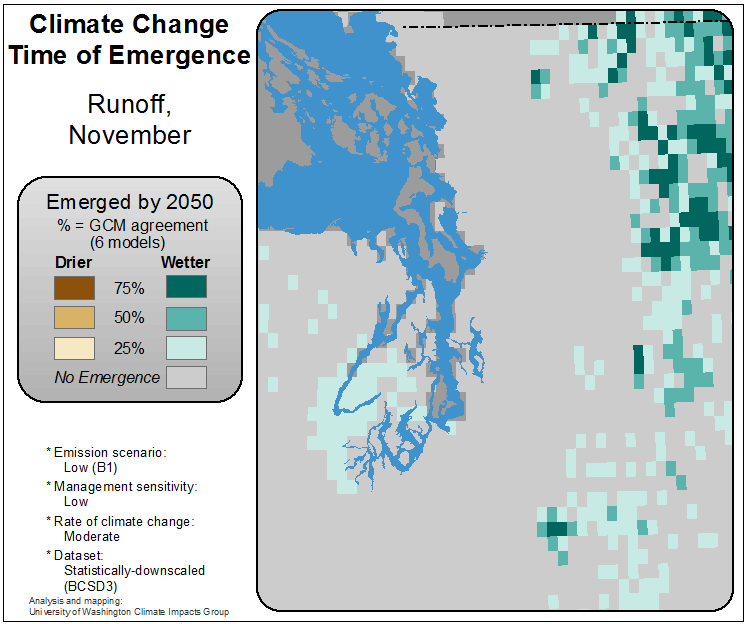 Climate Change
Time of Emergence
Runoff,
November
Emerged by 2050
% = GCM agreement
(6 models)
Drier Wetter
75%
50%
25%
No Emergence
* Emission scenario:
Low (B1)
* Management sensitivity:
Low
* Rate of climate change:
Moderate
* Dataset:
Statistically-downscaled
(BCSD3)
Analysis and mapping:
University of Washington Climate Impacts Group